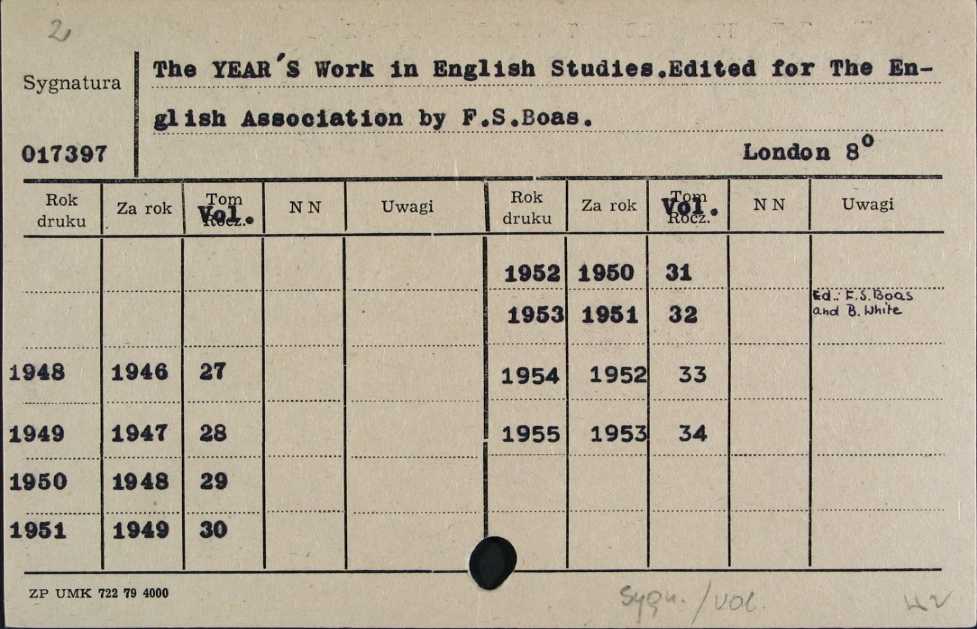 2
The YEAR'S Work in English Studies.Edited for The En-
Sygnatura
glish Association by F.S.Boas.
017397
London 8º
Rok druku Za rok Tom Rocz. Vol. N N Uwagi Rok druku Za rok Tom Rocz. Vol. N N Uwagi
1952 1950 31
1953 1951 32 Ed.: F.S.Boas
and B. White
1948 1946 27 1954 1952 33
1949 1947 28 1955 1953 34
1950 1948 29
1951 1949 30
ZP UMK 722 79 4000
Sygn. / vol.